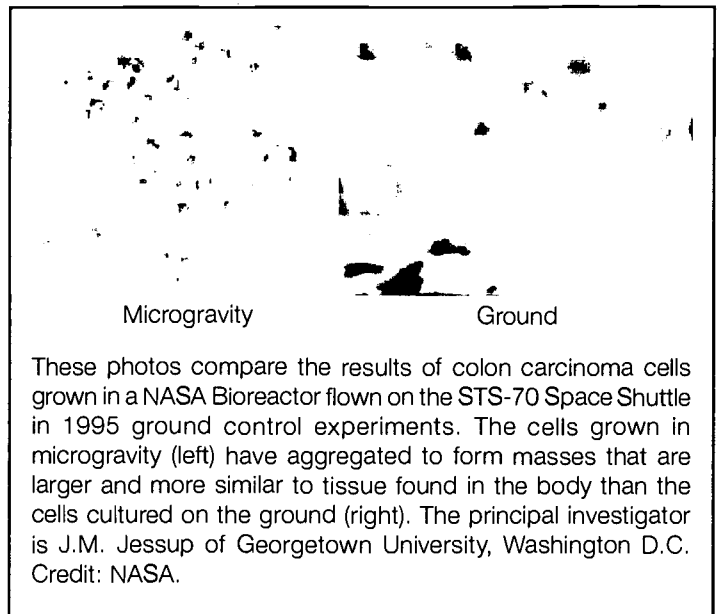 Microgravity Ground
These photos compare the results of colon carcinoma cells
grown in a NASA Bioreactor flown on the STS-70 Space Shuttle
in 1995 ground control experiments. The cells grown in
microgravity (left) have aggregated to form masses that are
larger and more similar to tissue found in the body than the
cells cultured on the ground (right). The principal investigator
is J.M. Jessup of Georgetown University, Washington D.C.
Credit: NASA.